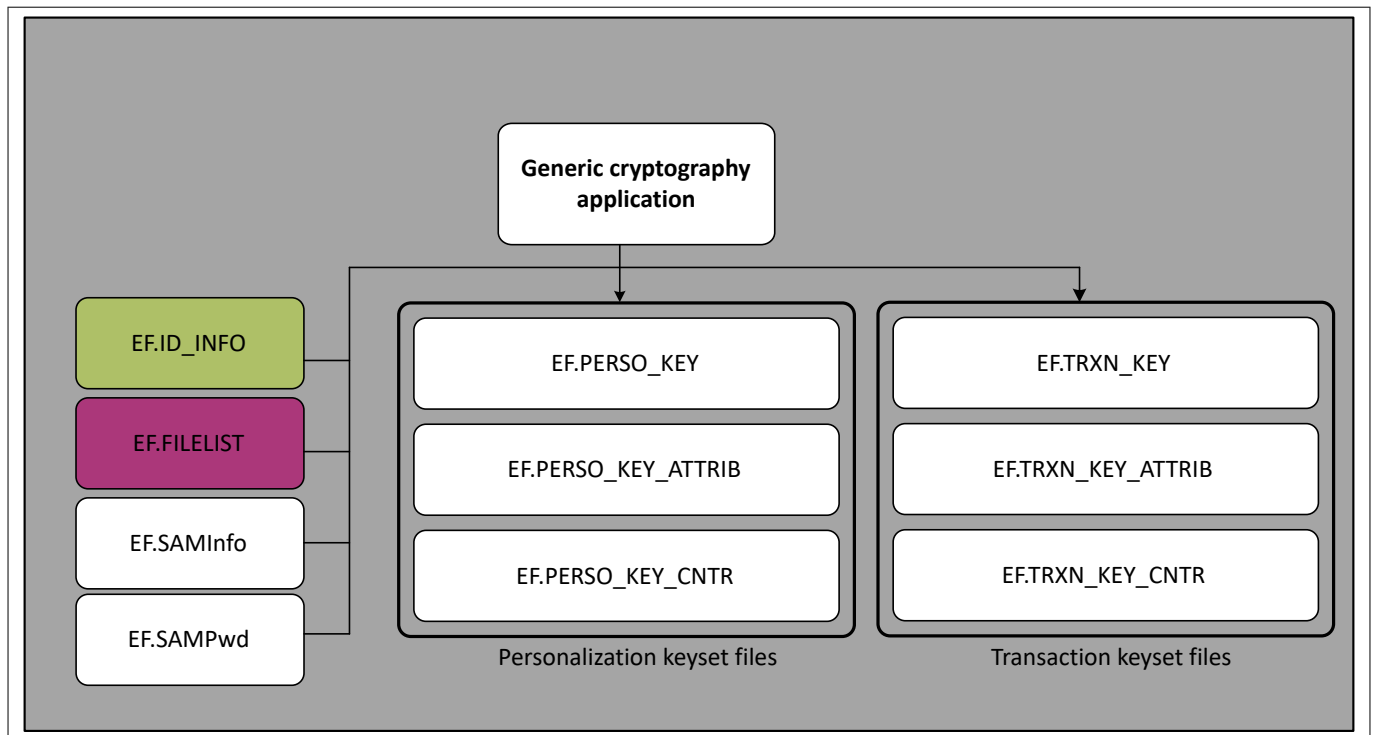 Generic cryptography
application
EF.ID_INFO
EF.FILELIST
EF.SAMInfo
EF.SAMPwd
EF.PERSO_KEY
EF.PERSO_KEY_ATTRIB
EF.PERSO_KEY_CNTR
Personalization keyset files
EF.TRXN_KEY
EF.TRXN_KEY_ATTRIB
EF.TRXN_KEY_CNTR
Transaction keyset files